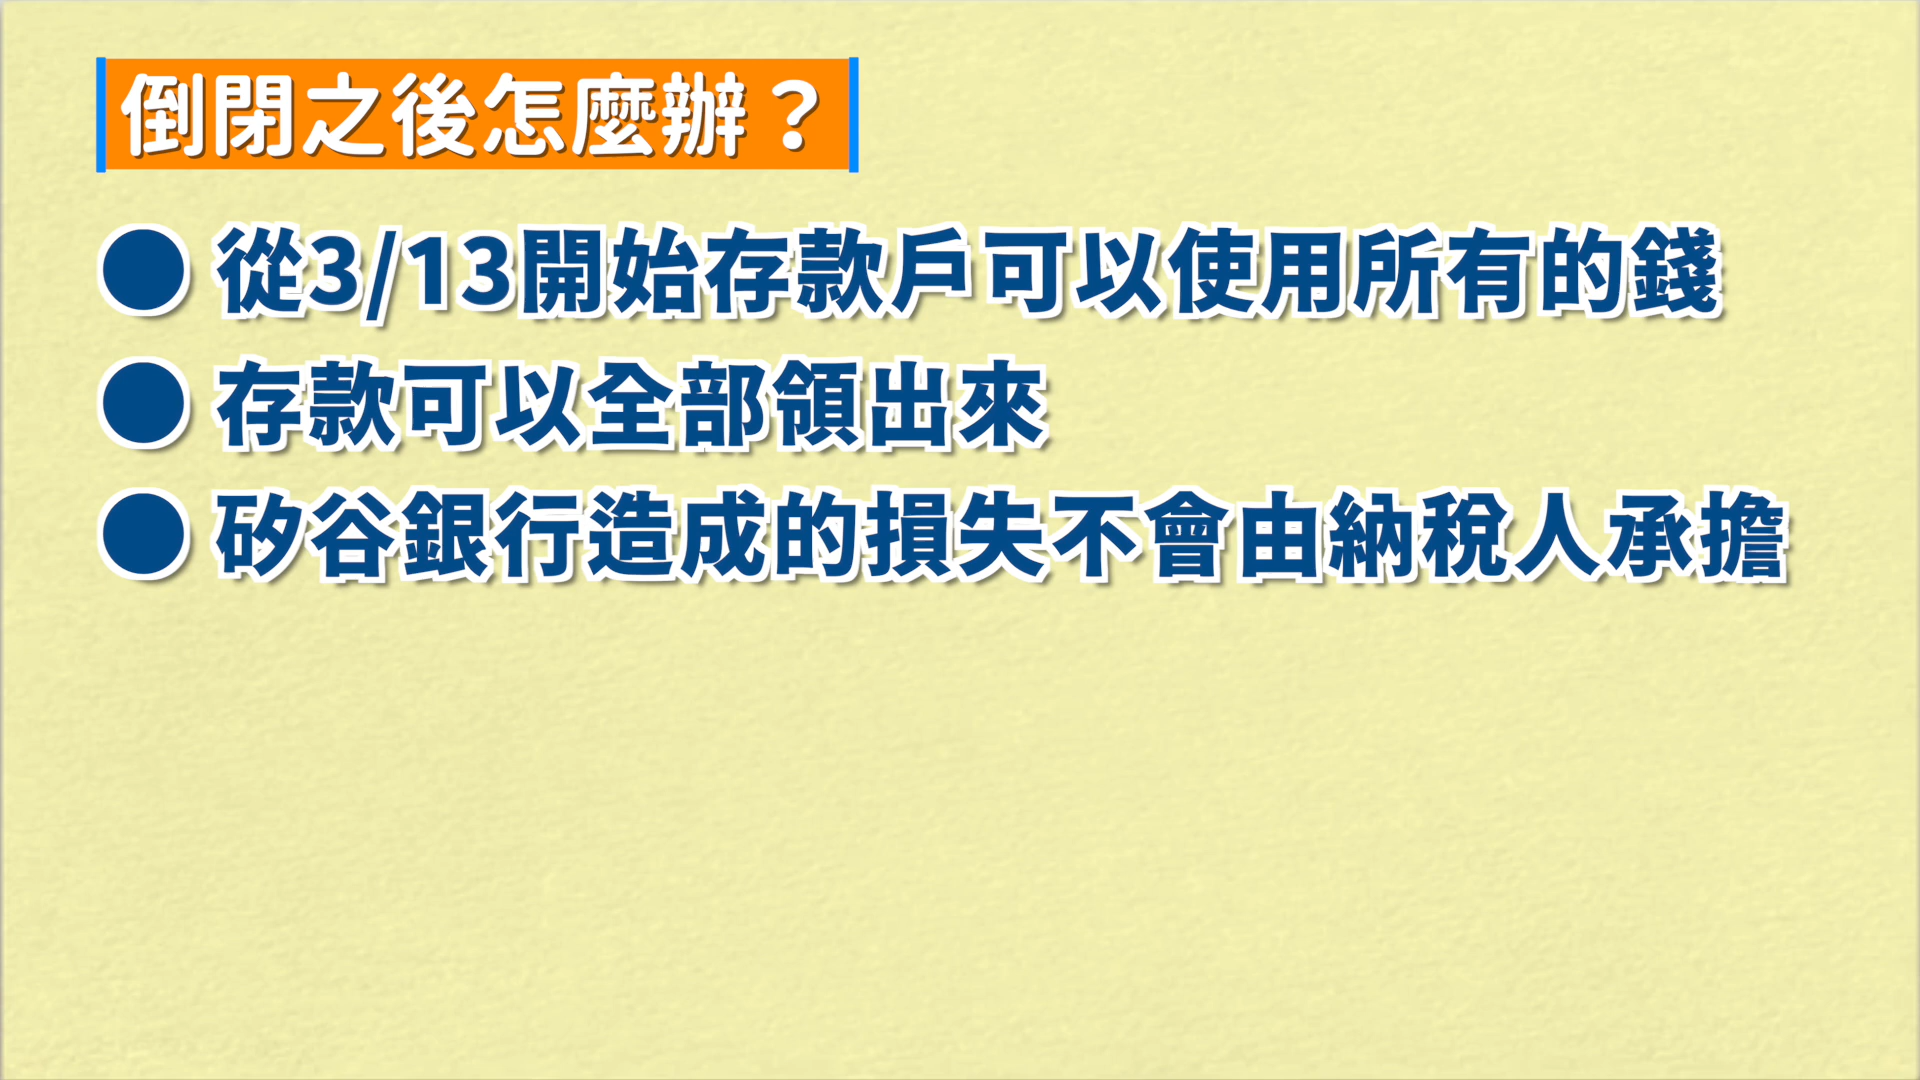 倒閉之後怎麼辦？
● 從3/13開始存款戶可以使用所有的錢
● 存款可以全部領出來
● 矽谷銀行造成的損失不會由納稅人承擔